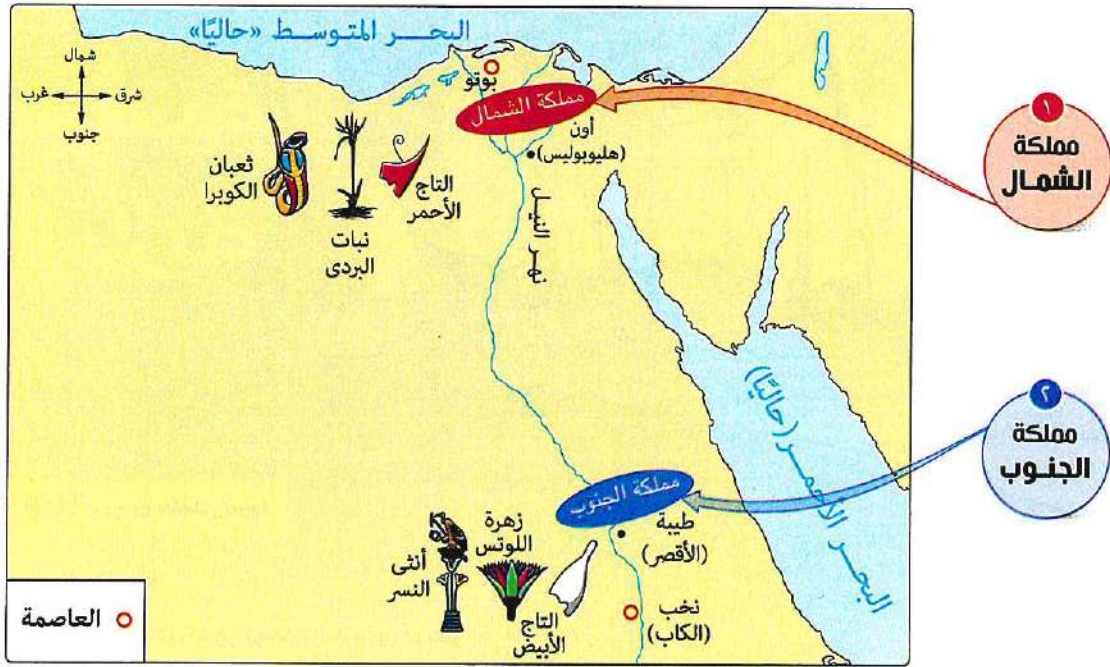 البحر المتوسط «حاليًا»
شمال
شرق
غرب
جنوب
بوتو
مملكة الشمال
أون
(هليوبوليس)
ثعبان
الكوبرا
نبات
البردى
التاج
الأحمر
نهر النيل
١
مملكة
الشمال
البحر الأحمر (حاليًا)
٢
مملكة
الجنوب
مملكة الجنوب
طيبة
(الأقصر)
زهرة
اللوتس
أنثى
النسر
التاج
الأبيض
نخب
(الكاب)
العاصمة